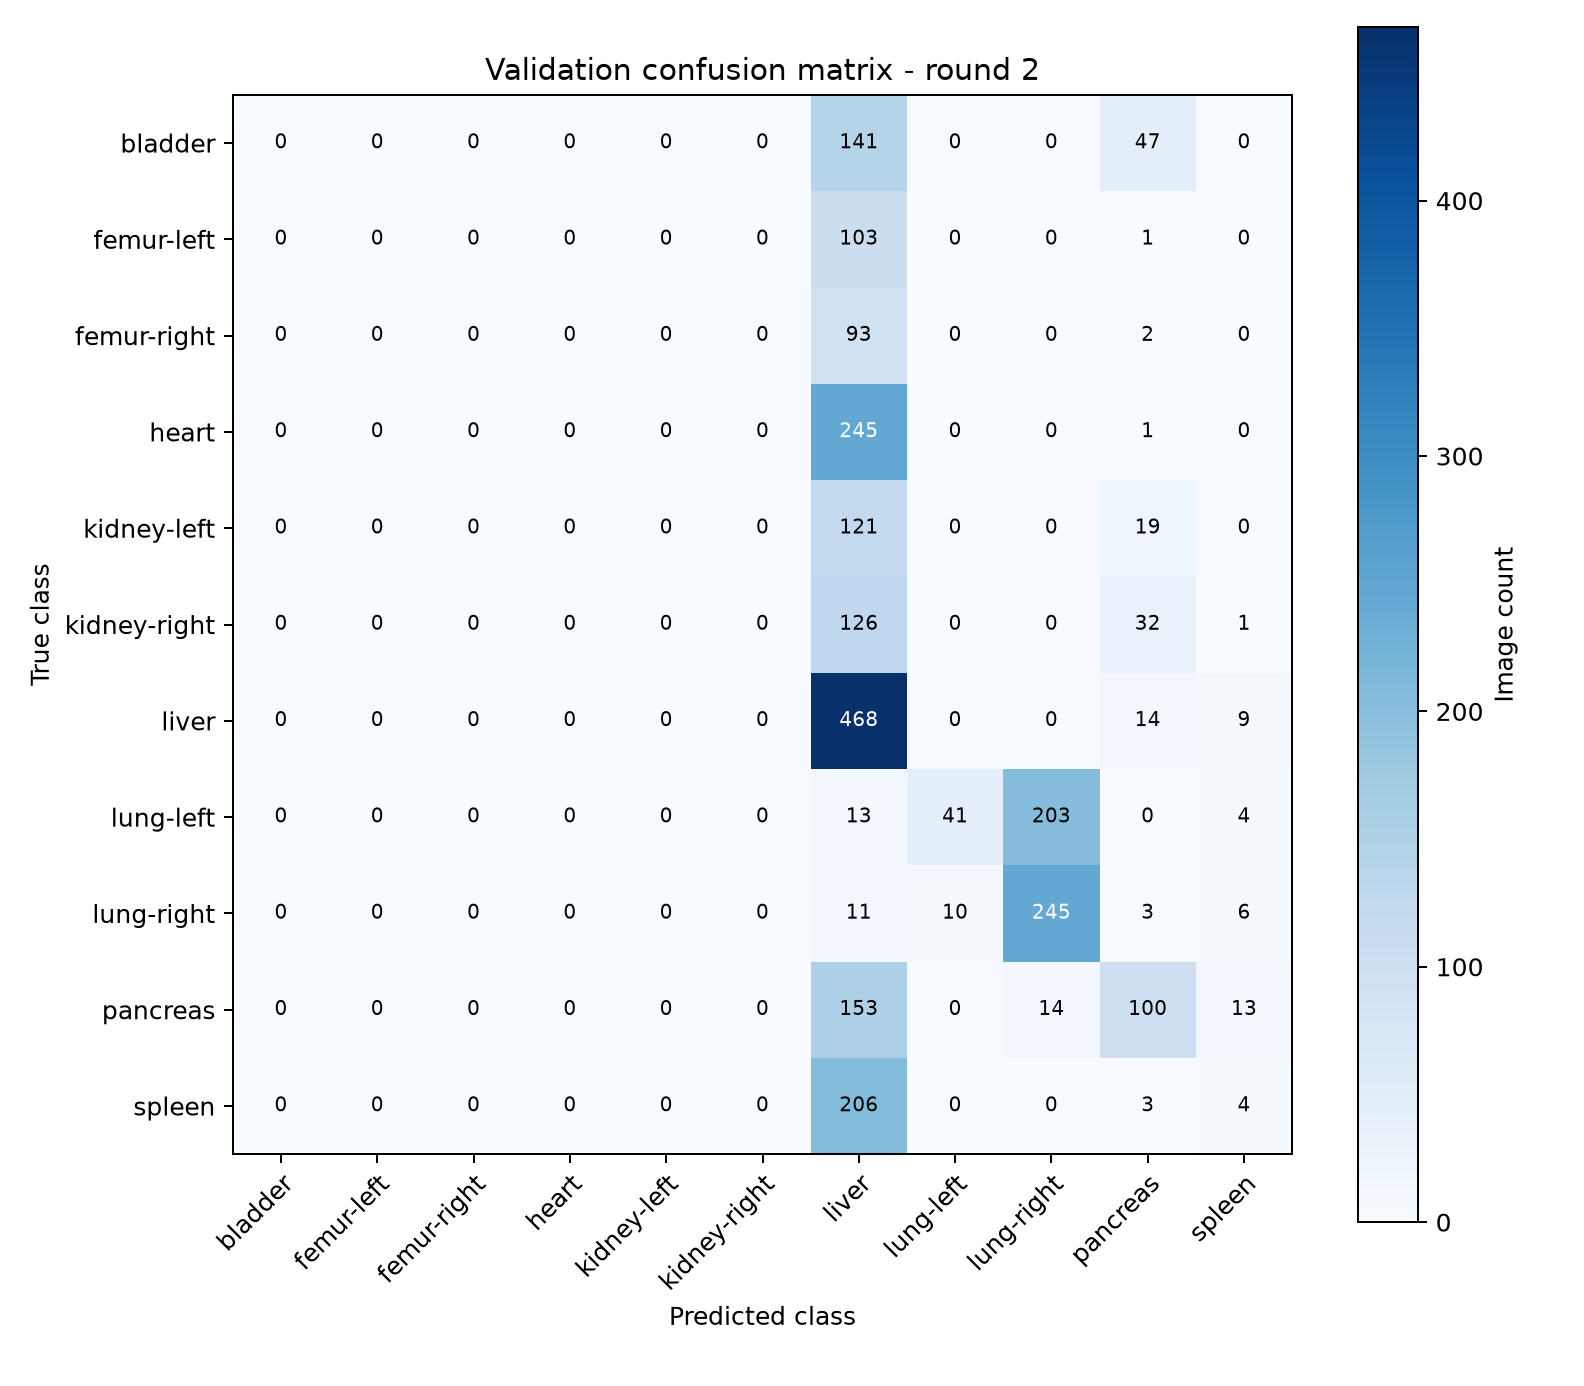 Validation confusion matrix - round 2
bladder 0 0 0 0 0 0 141 0 0 47 0
femur-left 0 0 0 0 0 0 103 0 0 1 0
femur-right 0 0 0 0 0 0 93 0 0 2 0
heart 0 0 0 0 0 0 245 0 0 1 0
kidney-left 0 0 0 0 0 0 121 0 0 19 0
kidney-right 0 0 0 0 0 0 126 0 0 32 1
liver 0 0 0 0 0 0 468 0 0 14 9
lung-left 0 0 0 0 0 0 13 41 203 0 4
lung-right 0 0 0 0 0 0 11 10 245 3 6
pancreas 0 0 0 0 0 0 153 0 14 100 13
spleen 0 0 0 0 0 0 206 0 0 3 4
bladder femur-left femur-right heart kidney-left kidney-right liver lung-left lung-right pancreas spleen
Predicted class
True class
400
300
200
100
0
Image count